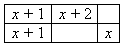 x + 1 x + 2
x + 1 x